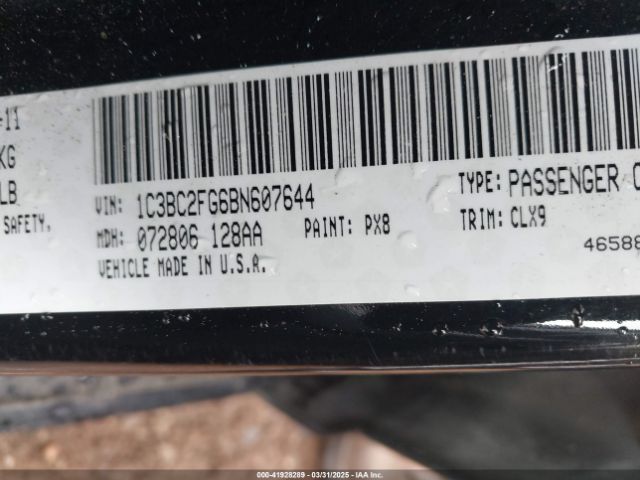 =11
KG
LB
SAFETY.
VIN: 1C3BC2FG6BN607644
TYPE: PASSENGER C
MDH: 072806 128AA
PAINT: PX8
TRIM: CLX9
VEHICLE MADE IN U.S.A.
46588
000-41928289 - 03/31/2025 - IAA Inc.